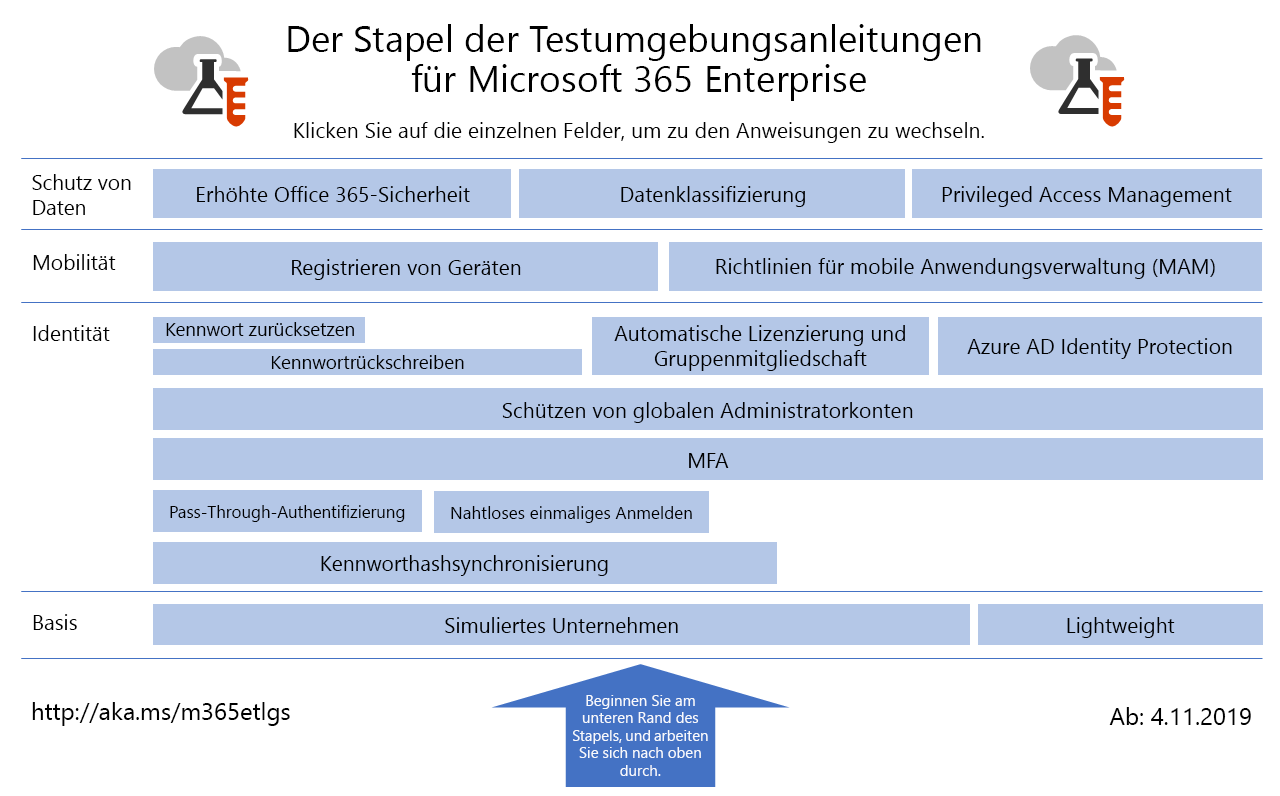 Der Stapel der Testumgebungsanleitungen
für Microsoft 365 Enterprise
Klicken Sie auf die einzelnen Felder, um zu den Anweisungen zu wechseln.
Schutz von
Daten
Erhöhte Office 365-Sicherheit
Datenklassifizierung
Privileged Access Management
Mobilität
Registrieren von Geräten
Richtlinien für mobile Anwendungsverwaltung (MAM)
Identität
Kennwort zurücksetzen
Kennwortrückschreiben
Automatische Lizenzierung und
Gruppenmitgliedschaft
Azure AD Identity Protection
Schützen von globalen Administratorkonten
MFA
Pass-Through-Authentifizierung
Nahtloses einmaliges Anmelden
Kennworthashsynchronisierung
Basis
Simuliertes Unternehmen
Lightweight
Beginnen Sie am
unteren Rand des
Stapels, und arbeiten
Sie sich nach oben
durch.
http://aka.ms/m365etlgs
Ab: 4.11.2019